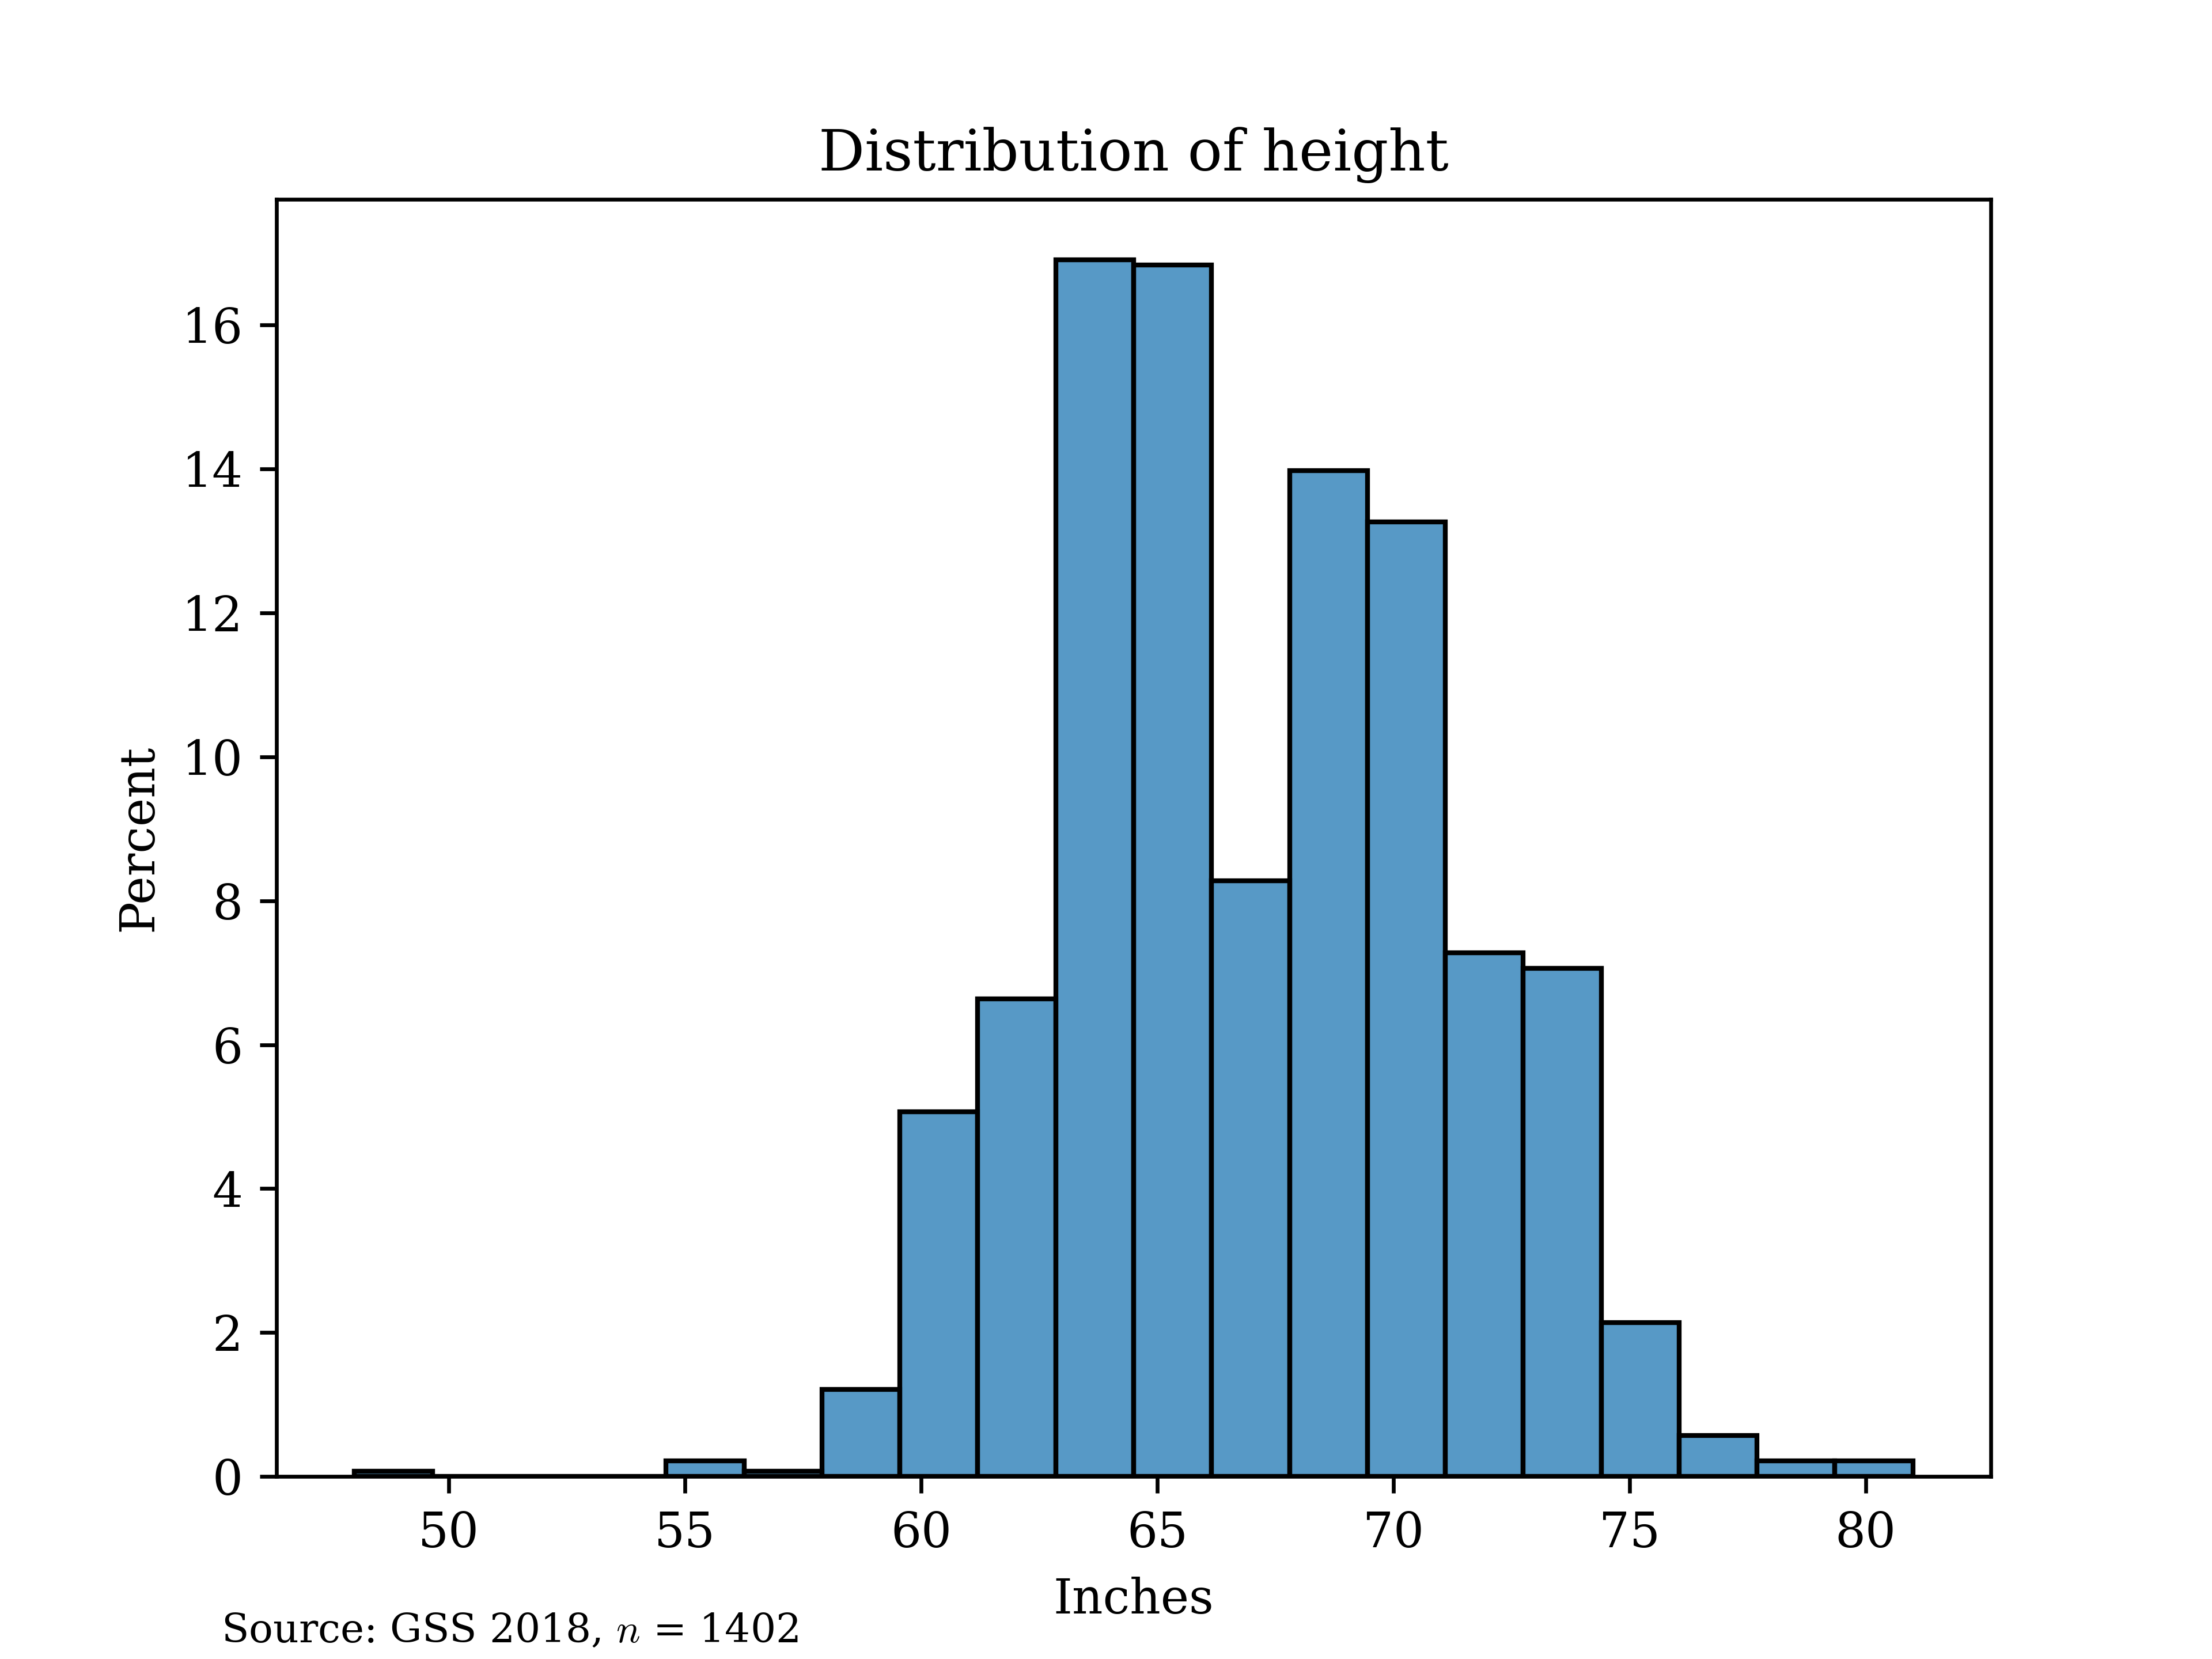 Distribution of height
16
14
12
10
8
6
4
2
0
Percent
50 55 60 65 70 75 80
Inches
Source: GSS 2018, n = 1402